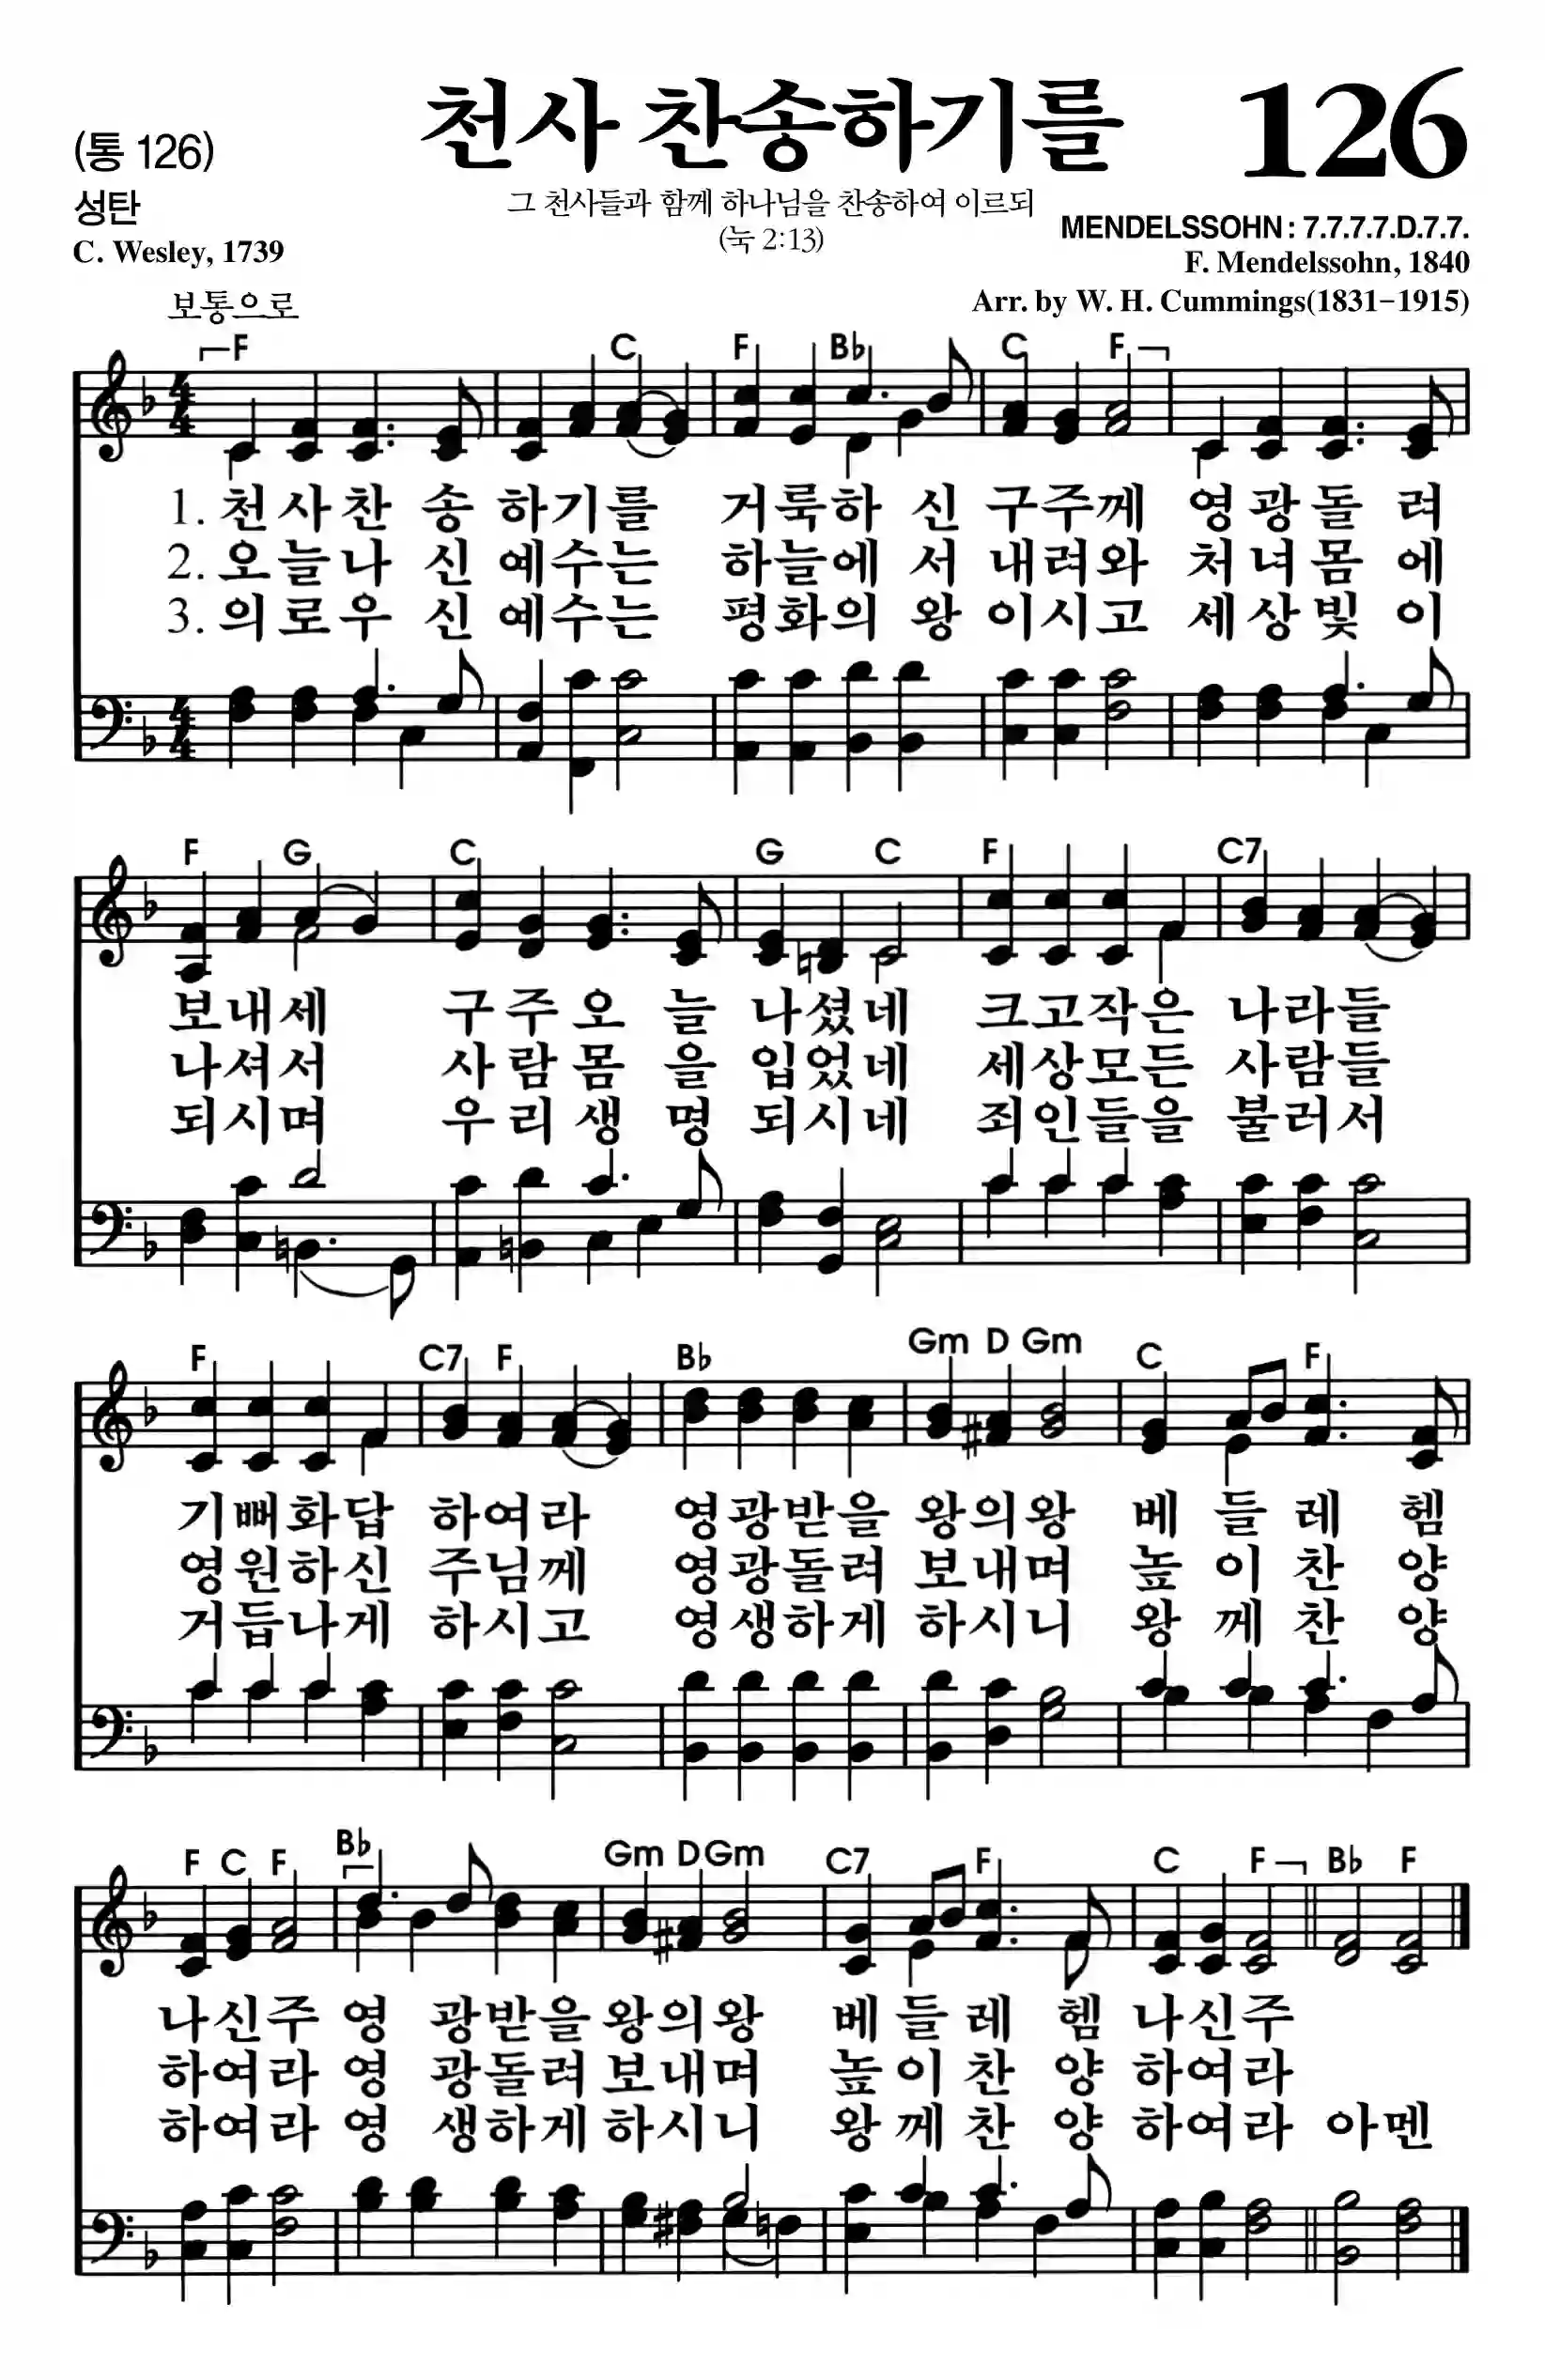 천사 찬송하기를 126
(통 126)
성탄
그 천사들과 함께 하나님을 찬송하여 이르되
(눅 2:13)
C. Wesley, 1739
MENDELSSOHN : 7.7.7.7.D.7.7.
F. Mendelssohn, 1840
Arr. by W. H. Cummings(1831-1915)
보통으로
F C F B♭ C F
1. 천사찬 송 하기를 거룩하 신 구주께 영광돌 려
2. 오늘나 신 예수는 하늘에 서 내려와 처녀몸 에
3. 의로우 신 예수는 평화의 왕 이시고 세상빛 이
F G C G C F C7
보내세 구주오 늘 나셨네 크고작은 나라들
나셔서 사람몸 을 입었네 세상모든 사람들
되시며 우리생 명 되시네 죄인들을 불러서
F C7 F B♭ Gm D Gm C F
기뻐화답 하여라 영광받을 왕의왕 베 들 레 헴
영원하신 주님께 영광돌려 보내며 높 이 찬 양
거듭나게 하시고 영생하게 하시니 왕 께 찬 양
F C F B♭ Gm D Gm C7 F C F B♭ F
나신주 영 광받을 왕의왕 베 들 레 헴 나신주
하여라 영 광돌려 보내며 높 이 찬 양 하여라
하여라 영 생하게 하시니 왕 께 찬 양 하여라 아멘